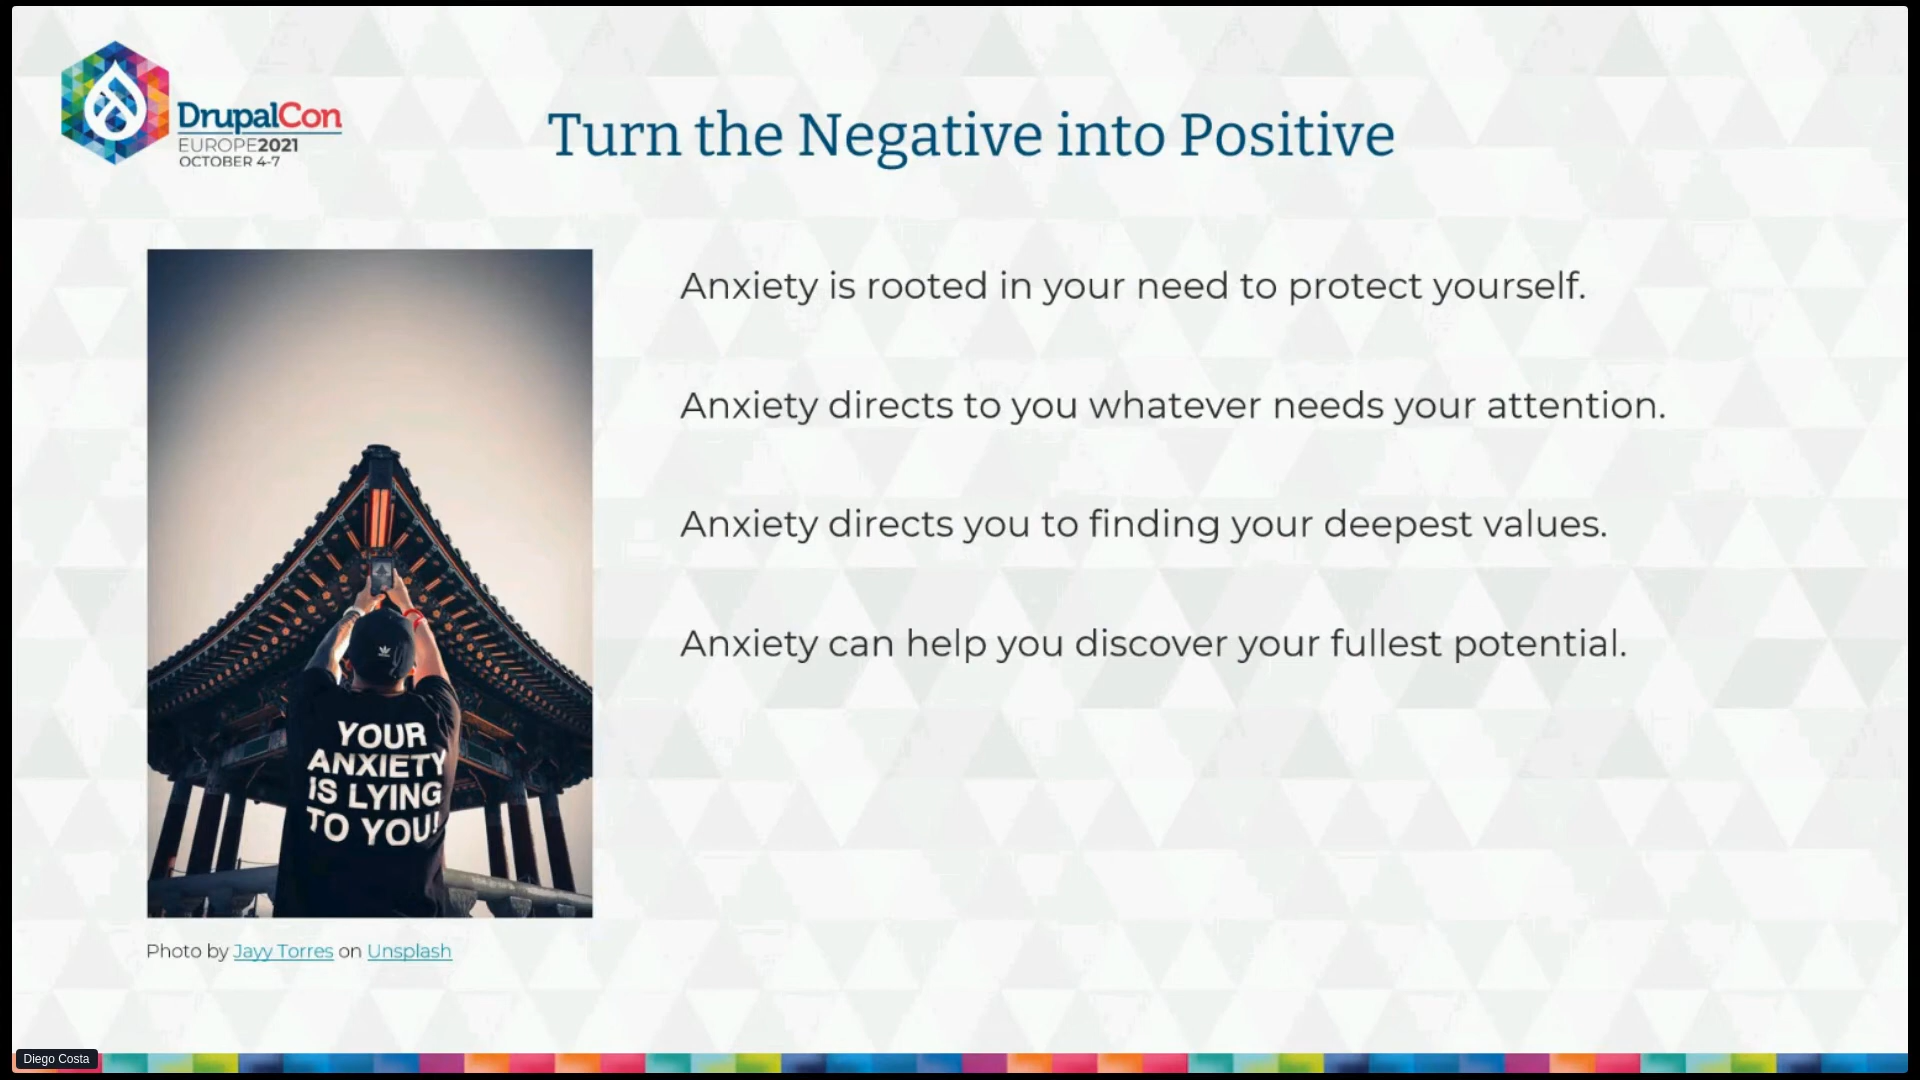 DrupalCon
EUROPE2021
OCTOBER 4-7
Turn the Negative into Positive
Anxiety is rooted in your need to protect yourself.
Anxiety directs to you whatever needs your attention.
Anxiety directs you to finding your deepest values.
Anxiety can help you discover your fullest potential.
YOUR
ANXIETY
IS LYING
TO YOU!
Photo by Jayy Torres on Unsplash
Diego Costa